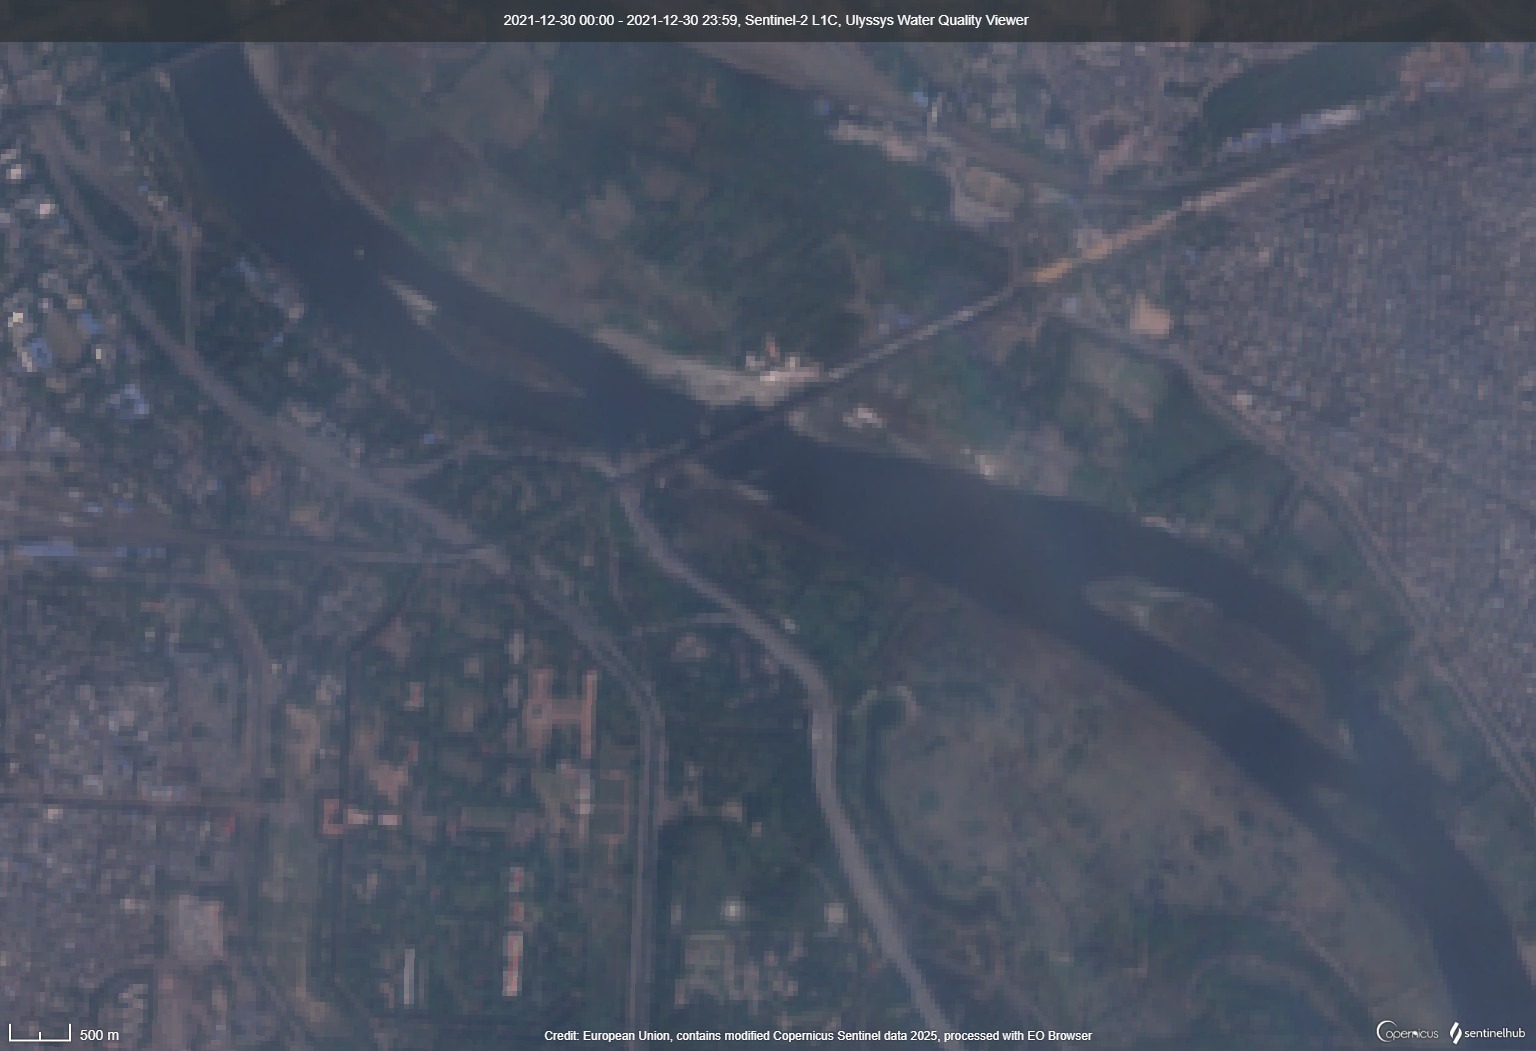 2021-12-30 00:00 - 2021-12-30 23:59, Sentinel-2 L1C, Ulyssys Water Quality Viewer
500 m
Credit: European Union, contains modified Copernicus Sentinel data 2025, processed with EO Browser
opernicus
sentinelhub